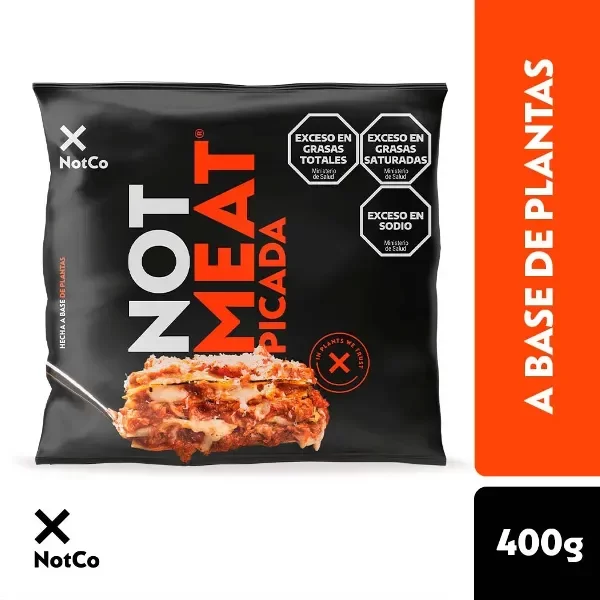 NotCo
NOT
MEAT®
PICADA
HECHA A BASE DE PLANTAS
EXCESO EN
GRASAS
TOTALES
Ministerio
de Salud
EXCESO EN
GRASAS
SATURADAS
Ministerio
de Salud
EXCESO EN
SODIO
Ministerio
de Salud
IN PLANTS WE TRUST
NotCo
A BASE DE PLANTAS
400g